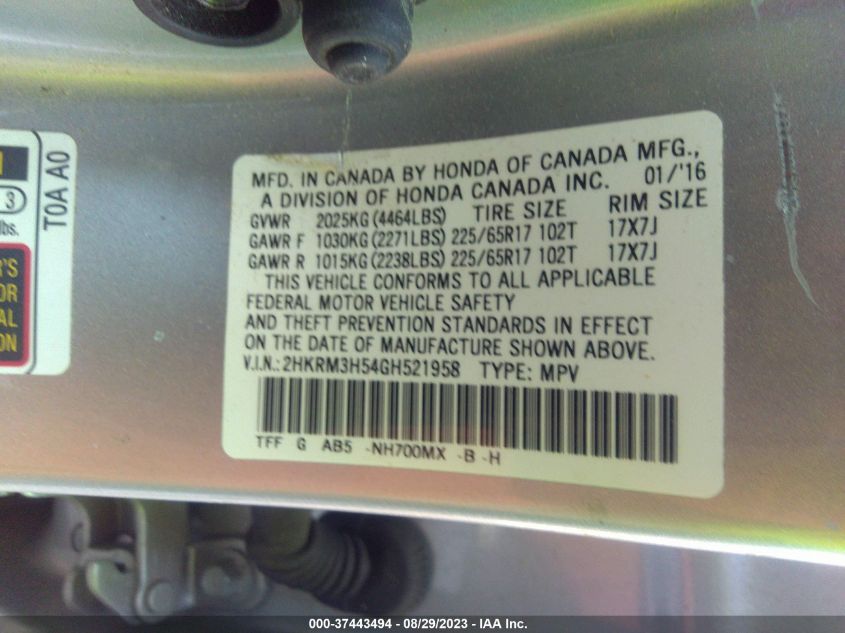 MFD. IN CANADA BY HONDA OF CANADA MFG.,
A DIVISION OF HONDA CANADA INC. 01/'16
GVWR 2025KG (4464LBS) TIRE SIZE RIM SIZE
GAWR F 1030KG (2271LBS) 225/65R17 102T 17X7J
GAWR R 1015KG (2238LBS) 225/65R17 102T 17X7J
THIS VEHICLE CONFORMS TO ALL APPLICABLE
FEDERAL MOTOR VEHICLE SAFETY
AND THEFT PREVENTION STANDARDS IN EFFECT
ON THE DATE OF MANUFACTURE SHOWN ABOVE.
V.I.N.: 2HKRM3H54GH521958 TYPE: MPV
TFF G AB5 -NH700MX -B -H
T0A A0
3
lbs.
000-37443494 - 08/29/2023 - IAA Inc.